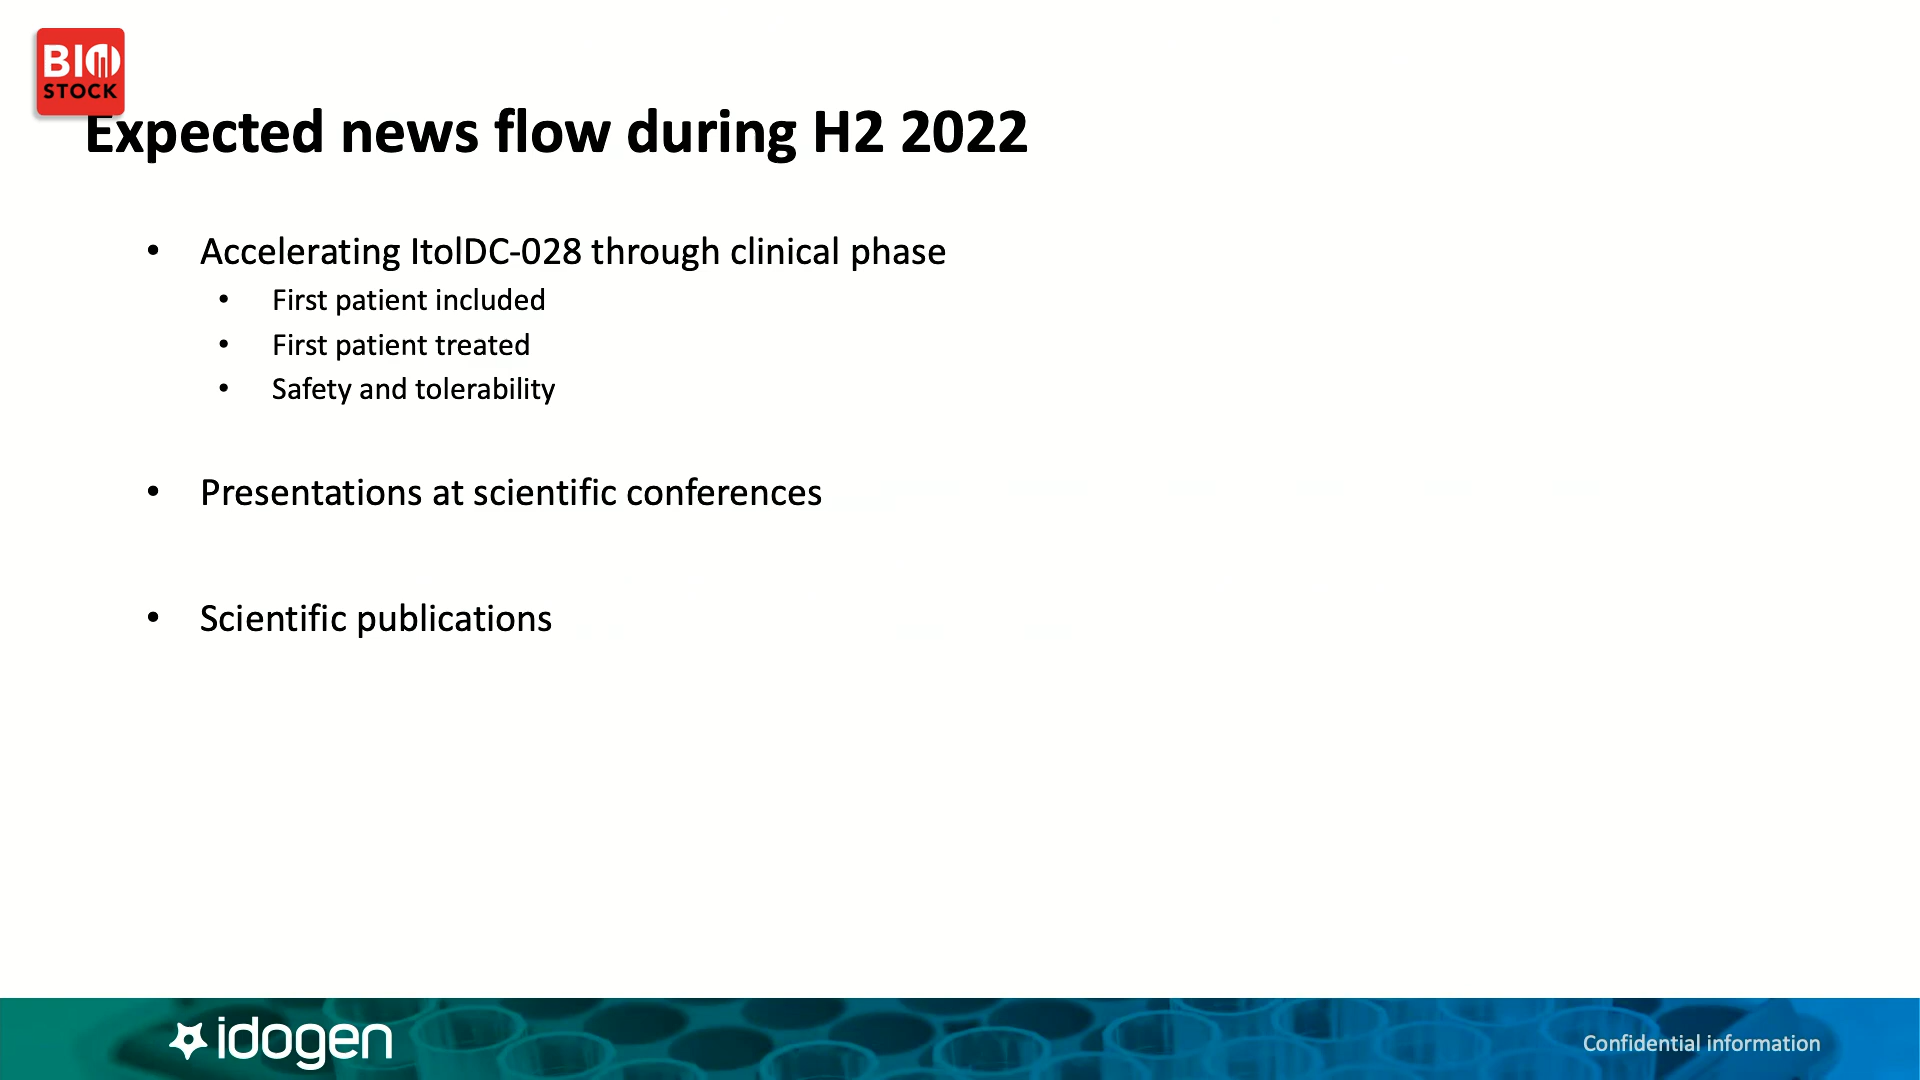 BIO
STOCK
Expected news flow during H2 2022
• Accelerating ItolDC-028 through clinical phase
• First patient included
• First patient treated
• Safety and tolerability
• Presentations at scientific conferences
• Scientific publications
idogen
Confidential information